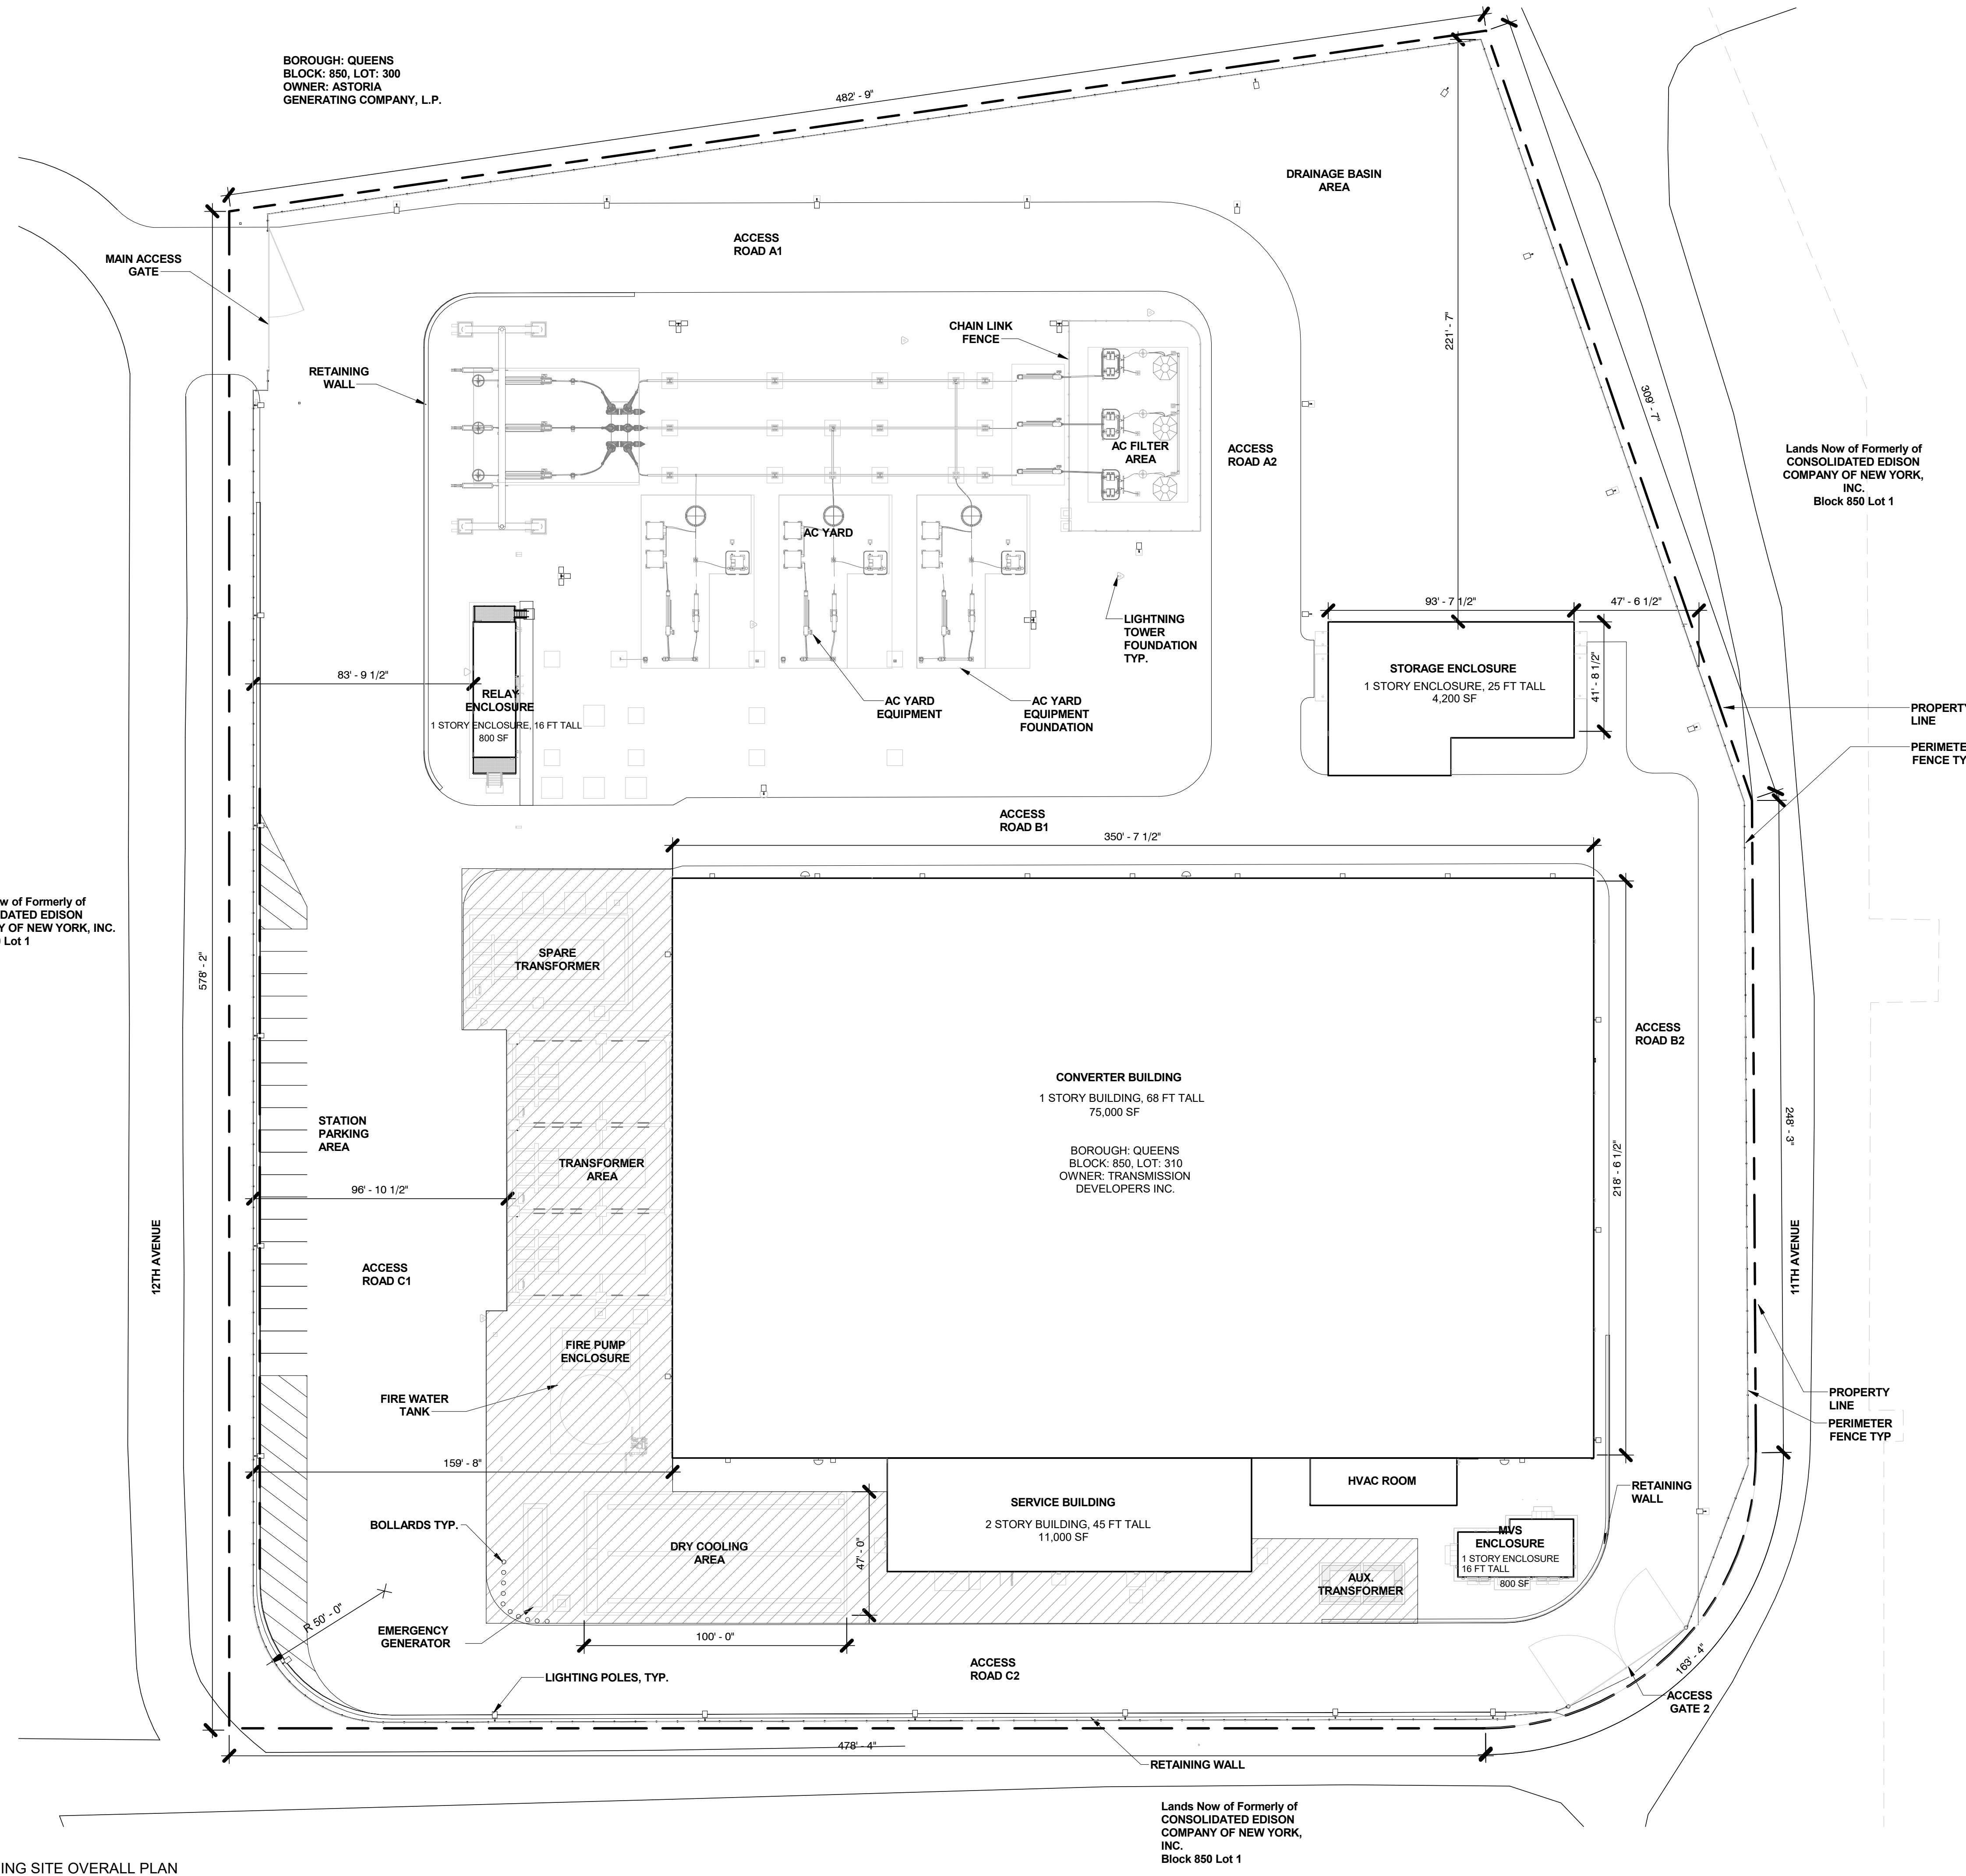 BOROUGH: QUEENS
BLOCK: 850, LOT: 300
OWNER: ASTORIA
GENERATING COMPANY, L.P.
482' - 9"
DRAINAGE BASIN
AREA
ACCESS
ROAD A1
MAIN ACCESS
GATE
CHAIN LINK
FENCE
221' - 7"
RETAINING
WALL
309' - 7"
AC FILTER
AREA
ACCESS
ROAD A2
Lands Now of Formerly of
CONSOLIDATED EDISON
COMPANY OF NEW YORK,
INC.
Block 850 Lot 1
AC YARD
93' - 7 1/2"
47' - 6 1/2"
LIGHTNING
TOWER
FOUNDATION
TYP.
STORAGE ENCLOSURE
1 STORY ENCLOSURE, 25 FT TALL
4,200 SF
41' - 8 1/2"
83' - 9 1/2"
RELAY
ENCLOSURE
1 STORY ENCLOSURE, 16 FT TALL
800 SF
AC YARD
EQUIPMENT
AC YARD
EQUIPMENT
FOUNDATION
PROPERTY
LINE
PERIMETE
FENCE TY
ACCESS
ROAD B1
350' - 7 1/2"
w of Formerly of
DATED EDISON
Y OF NEW YORK, INC.
Lot 1
578' - 2"
SPARE
TRANSFORMER
ACCESS
ROAD B2
CONVERTER BUILDING
1 STORY BUILDING, 68 FT TALL
75,000 SF
BOROUGH: QUEENS
BLOCK: 850, LOT: 310
OWNER: TRANSMISSION
DEVELOPERS INC.
STATION
PARKING
AREA
TRANSFORMER
AREA
218' - 6 1/2"
248' - 3"
96' - 10 1/2"
12TH AVENUE
11TH AVENUE
ACCESS
ROAD C1
FIRE PUMP
ENCLOSURE
FIRE WATER
TANK
PROPERTY
LINE
PERIMETER
FENCE TYP
159' - 8"
HVAC ROOM
RETAINING
WALL
SERVICE BUILDING
2 STORY BUILDING, 45 FT TALL
11,000 SF
BOLLARDS TYP.
DRY COOLING
AREA
47' - 0"
MVS
ENCLOSURE
1 STORY ENCLOSURE
16 FT TALL
800 SF
AUX.
TRANSFORMER
R 50' - 0"
EMERGENCY
GENERATOR
100' - 0"
ACCESS
ROAD C2
163' - 4"
LIGHTING POLES, TYP.
ACCESS
GATE 2
478' - 4"
RETAINING WALL
Lands Now of Formerly of
CONSOLIDATED EDISON
COMPANY OF NEW YORK,
INC.
Block 850 Lot 1
ING SITE OVERALL PLAN